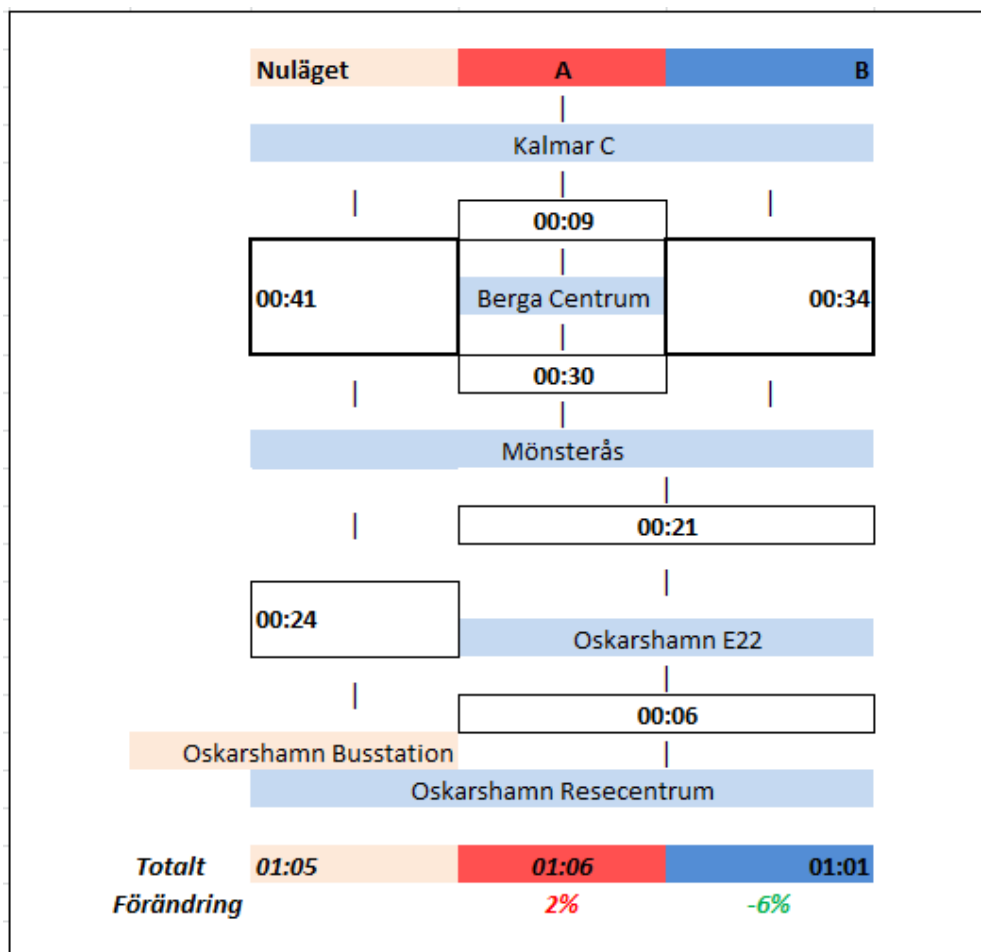 Nuläget A B
|
Kalmar C
| | |
00:09
|
00:41 Berga Centrum 00:34
|
00:30
| | |
Mönsterås
|
| 00:21
|
00:24
Oskarshamn E22
| |
00:06
Oskarshamn Busstation |
Oskarshamn Resecentrum
Totalt 01:05 01:06 01:01
Förändring 2% -6%